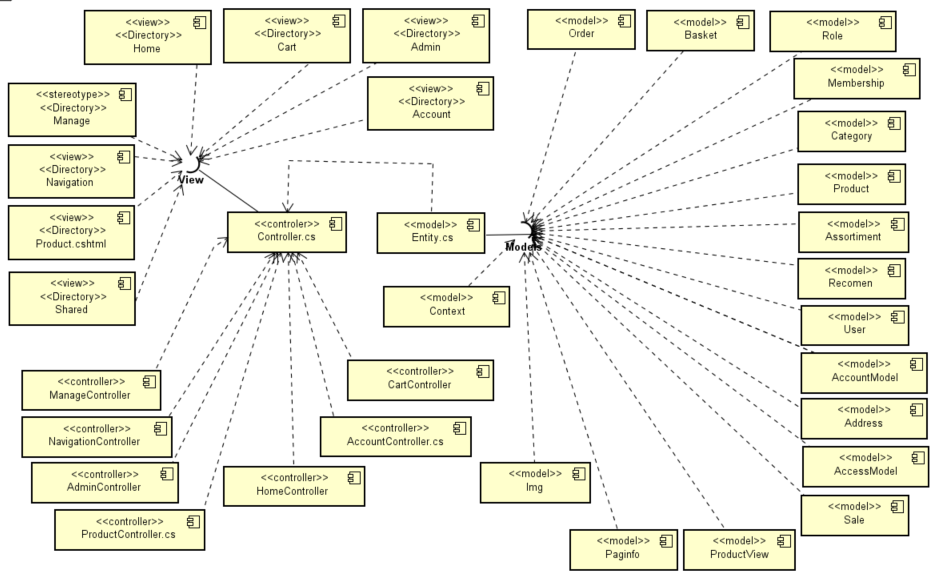 <<view>>
<<Directory>>
Home
<<view>>
<<Directory>>
Cart
<<view>>
<<Directory>>
Admin
<<model>>
Order
<<model>>
Basket
<<model>>
Role
<<model>>
Membership
<<stereotype>>
<<Directory>>
Manage
<<view>>
<<Directory>>
Account
<<model>>
Category
<<view>>
<<Directory>>
Navigation
View
<<model>>
Product
<<view>>
<<Directory>>
Product.cshtml
<<controler>>
Controller.cs
<<model>>
Entity.cs
Models
<<model>>
Assortiment
<<view>>
<<Directory>>
Shared
<<model>>
Context
<<model>>
Recomen
<<model>>
User
<<controller>>
ManageController
<<controller>>
CartController
<<model>>
AccountModel
<<controller>>
NavigationController
<<controller>>
AccountController.cs
<<model>>
Address
<<controller>>
AdminController
<<controller>>
HomeController
<<model>>
Img
<<model>>
AccessModel
<<controller>>
ProductController.cs
<<model>>
Paginfo
<<model>>
ProductView
<<model>>
Sale